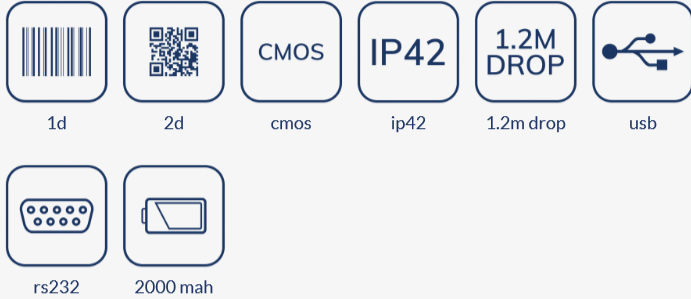 CMOS
IP42
1.2M
DROP
1d
2d
cmos
ip42
1.2m drop
usb
rs232
2000 mah